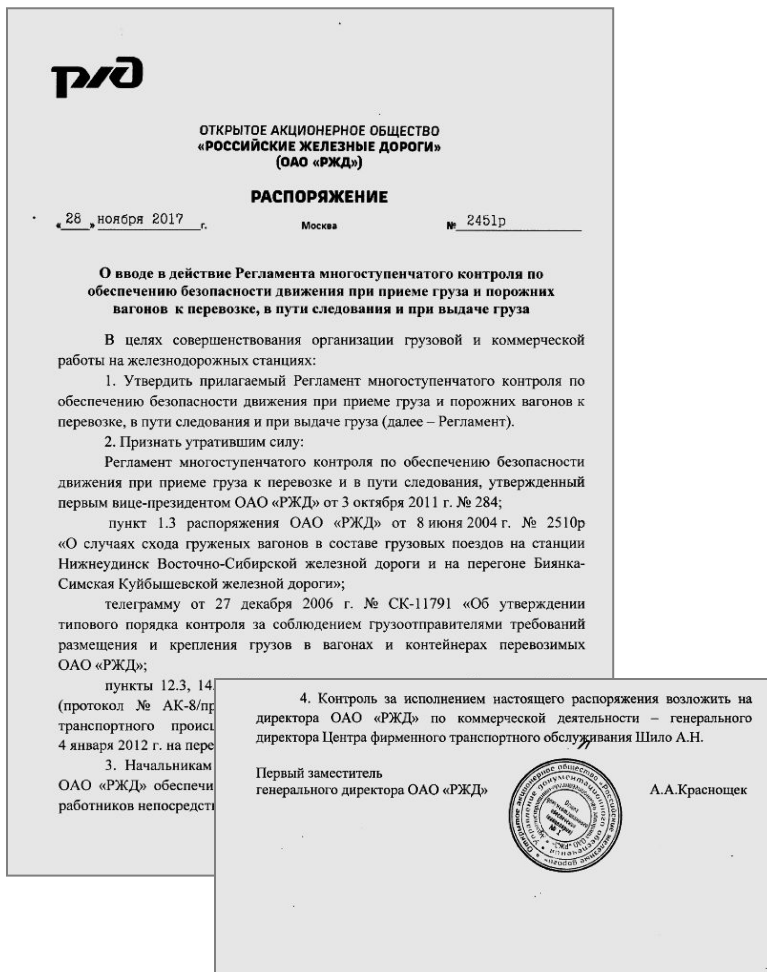 ржд
ОТКРЫТОЕ АКЦИОНЕРНОЕ ОБЩЕСТВО
«РОССИЙСКИЕ ЖЕЛЕЗНЫЕ ДОРОГИ»
(ОАО «РЖД»)
РАСПОРЯЖЕНИЕ
«28» ноября 2017 г. Москва № 2451р
О вводе в действие Регламента многоступенчатого контроля по
обеспечению безопасности движения при приеме груза и порожних
вагонов к перевозке, в пути следования и при выдаче груза
В целях совершенствования организации грузовой и коммерческой
работы на железнодорожных станциях:
1. Утвердить прилагаемый Регламент многоступенчатого контроля по
обеспечению безопасности движения при приеме груза и порожних вагонов к
перевозке, в пути следования и при выдаче груза (далее – Регламент).
2. Признать утратившим силу:
Регламент многоступенчатого контроля по обеспечению безопасности
движения при приеме груза к перевозке и в пути следования, утвержденный
первым вице-президентом ОАО «РЖД» от 3 октября 2011 г. № 284;
пункт 1.3 распоряжения ОАО «РЖД» от 8 июня 2004 г. № 2510р
«О случаях схода груженых вагонов в составе грузовых поездов на станции
Нижнеудинск Восточно-Сибирской железной дороги и на перегоне Биянка-
Симская Куйбышевской железной дороги»;
телеграмму от 27 декабря 2006 г. № СК-11791 «Об утверждении
типового порядка контроля за соблюдением грузоотправителями требований
размещения и крепления грузов в вагонах и контейнерах перевозимых
ОАО «РЖД»;
пункты 12.3, 14.
(протокол № АК-8/пр
транспортного происш
4 января 2012 г. на пере
3. Начальникам
ОАО «РЖД» обеспечи
работников непосредств
4. Контроль за исполнением настоящего распоряжения возложить на
директора ОАО «РЖД» по коммерческой деятельности – генерального
директора Центра фирменного транспортного обслуживания Шило А.Н.
Первый заместитель
генерального директора ОАО «РЖД» А.А.Краснощек